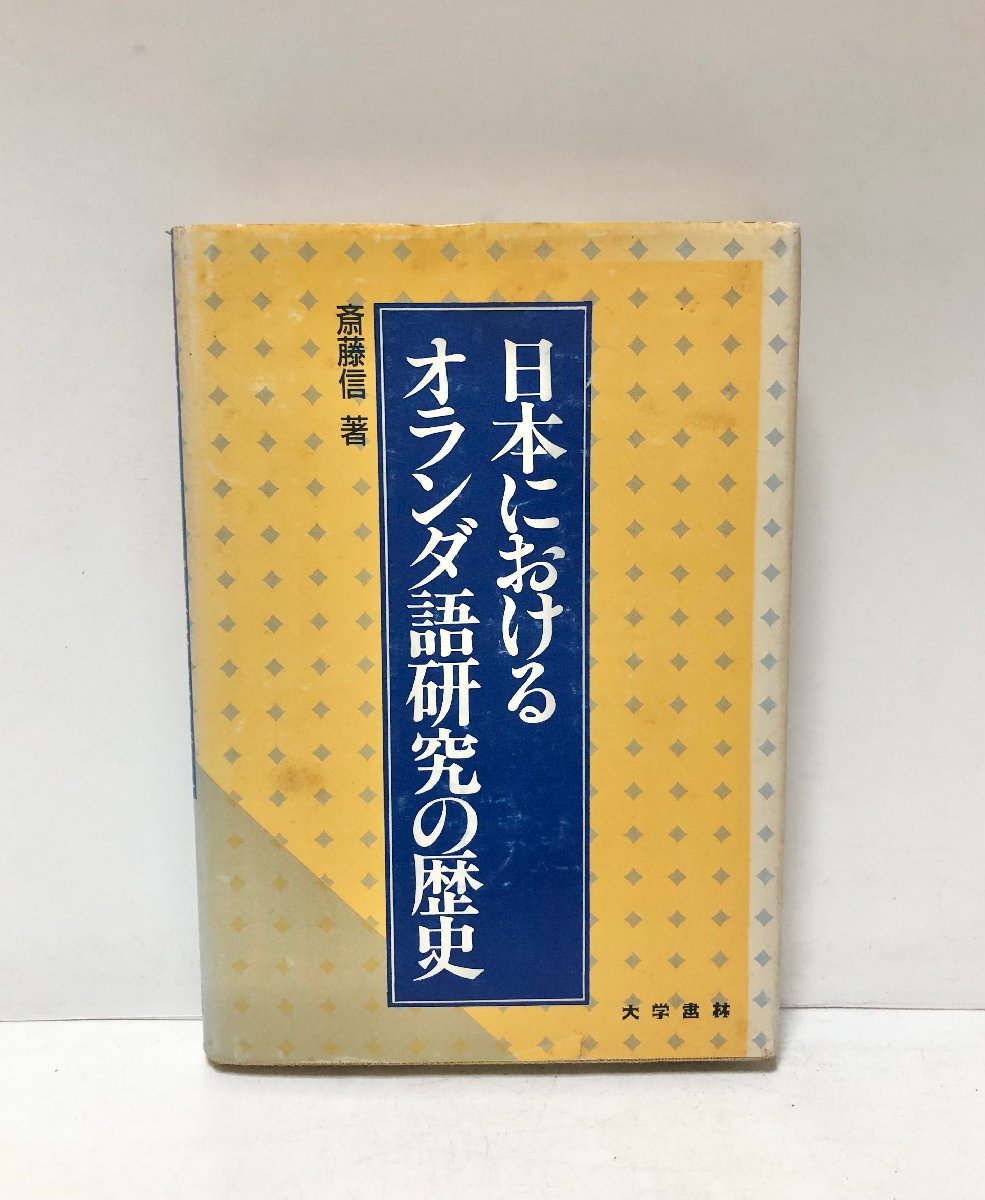 日本における
オランダ語研究の歴史
斎藤信 著
大学書林